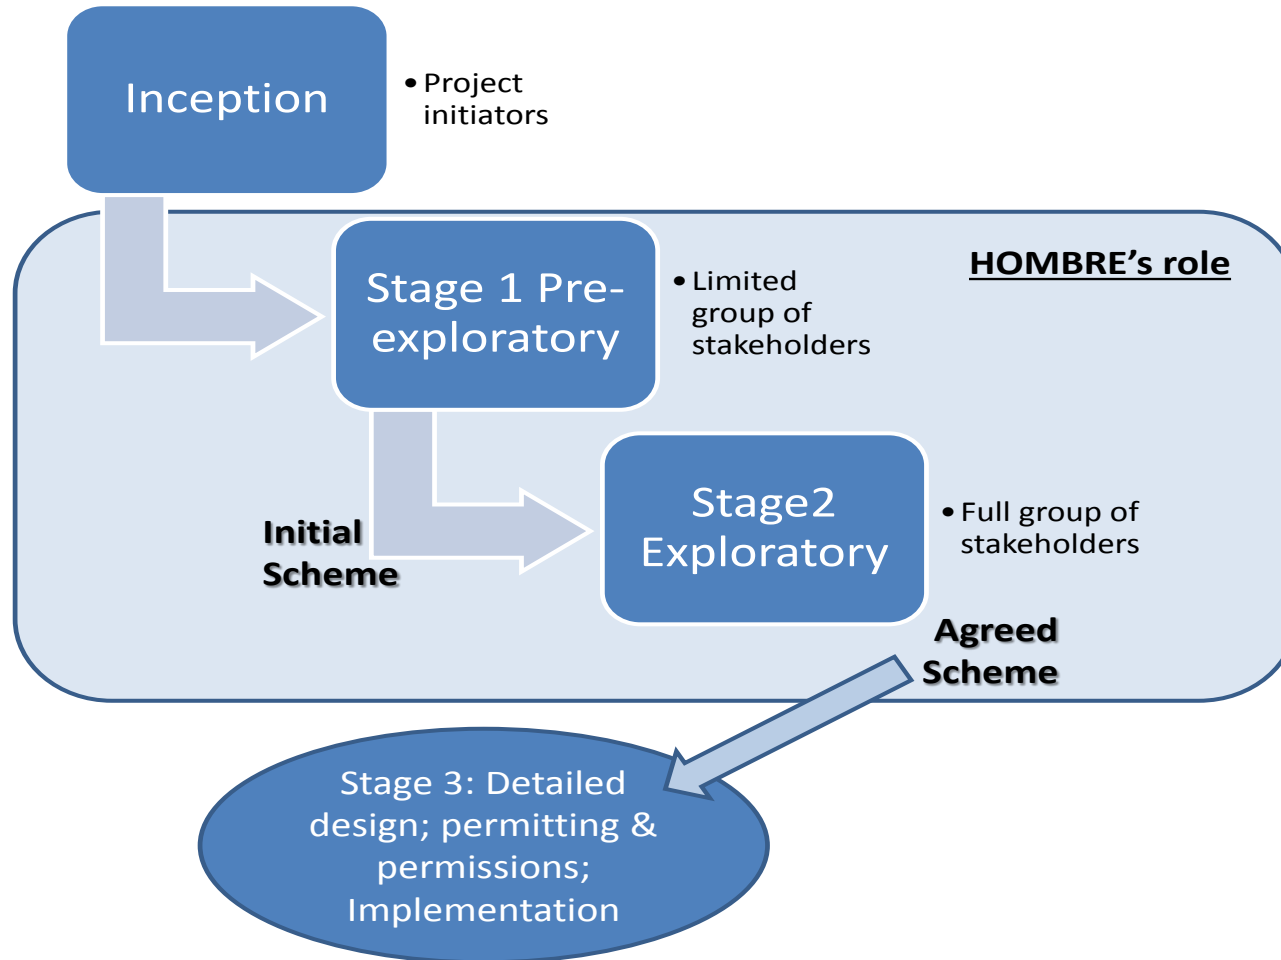 Inception
• Project
initiators
HOMBRE’s role
Stage 1 Pre-
exploratory
• Limited
group of
stakeholders
Initial
Scheme
Stage2
Exploratory
• Full group of
stakeholders
Agreed
Scheme
Stage 3: Detailed
design; permitting &
permissions;
Implementation